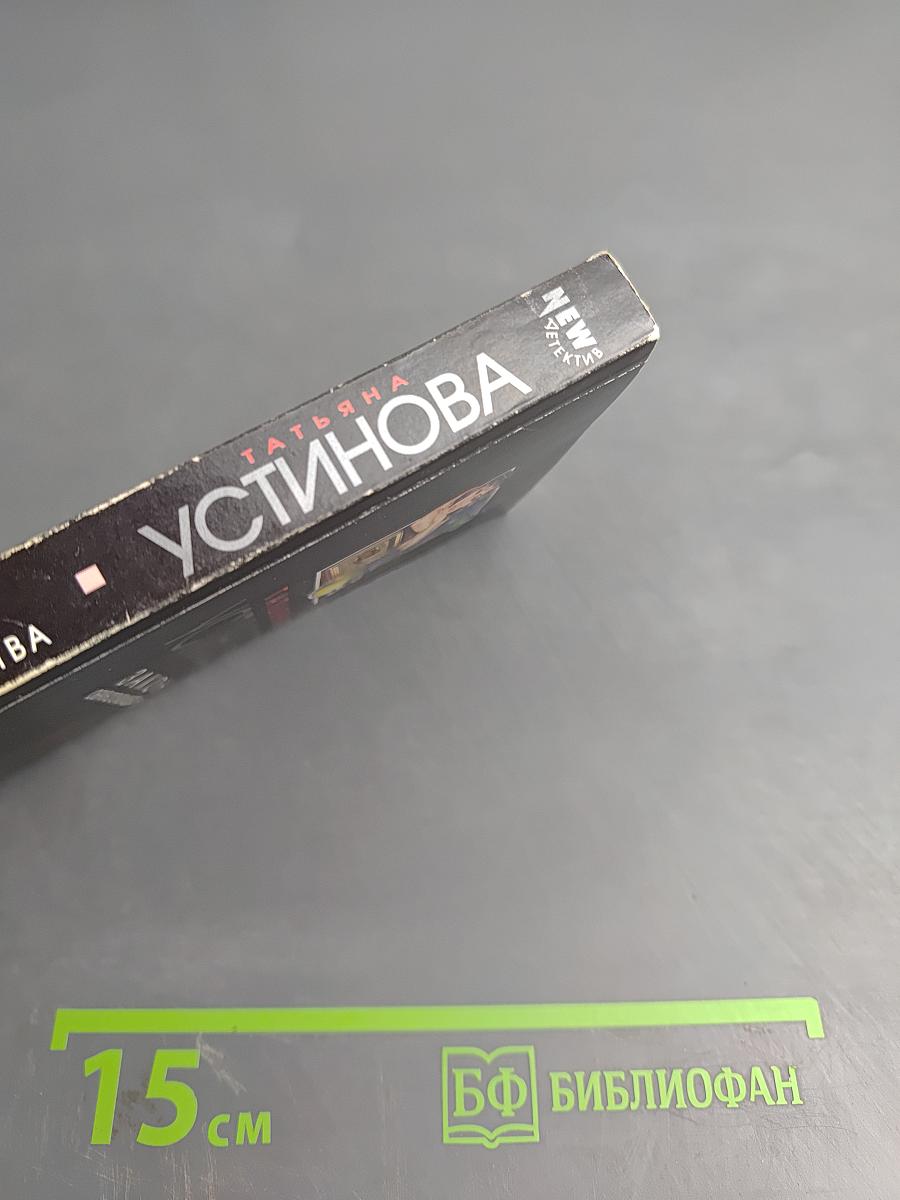 NEW
ДЕТЕКТИВ
ТАТЬЯНА
УСТИНОВА
15 см
БФ БИБЛИОФАН